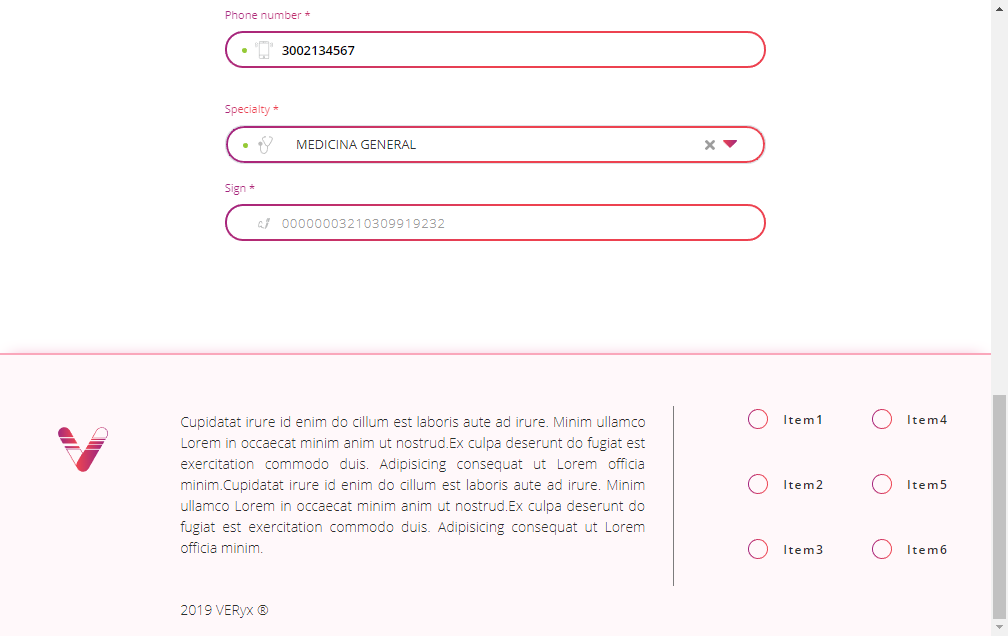 Phone number *
3002134567
Specialty *
MEDICINA GENERAL
Sign *
00000003210309919232
Cupidatat irure id enim do cillum est laboris aute ad irure. Minim ullamco
Lorem in occaecat minim anim ut nostrud.Ex culpa deserunt do fugiat est
exercitation commodo duis. Adipisicing consequat ut Lorem officia
minim.Cupidatat irure id enim do cillum est laboris aute ad irure. Minim
ullamco Lorem in occaecat minim anim ut nostrud.Ex culpa deserunt do
fugiat est exercitation commodo duis. Adipisicing consequat ut Lorem
officia minim.
2019 VERyx ®
Item1
Item4
Item2
Item5
Item3
Item6